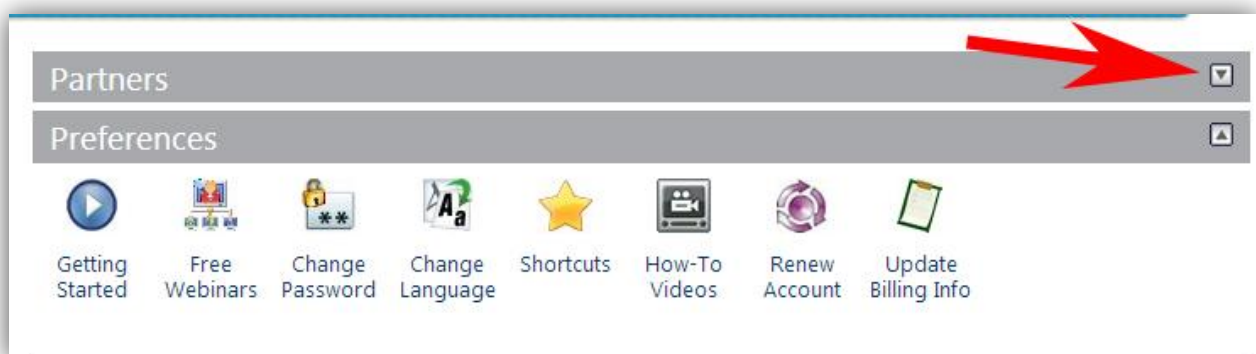 Partners
Preferences
Getting Started
Free Webinars
Change Password
Change Language
Shortcuts
How-To Videos
Renew Account
Update Billing Info